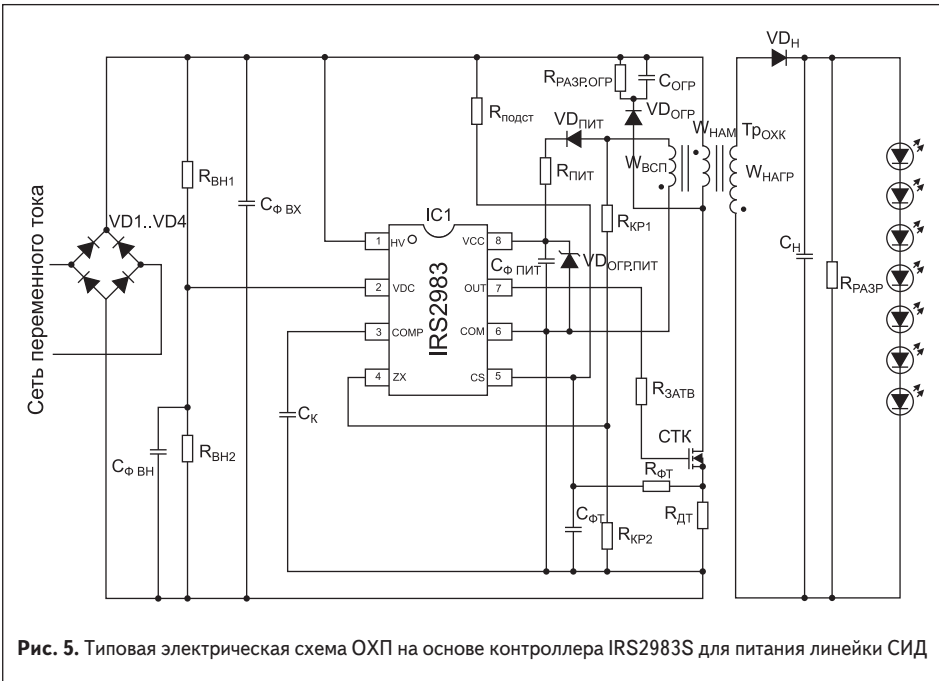 VD_Н
R_РАЗР.ОГР
C_ОГР
R_подст
VD_ОГР
VD_ПИТ
W_НАМ
Тр_ОХК
R_ВН1
R_ПИТ
W_ВСП
W_НАГР
C_Ф ВХ
IC1
R_КР1
VD1..VD4
1
HV
VCC
8
C_Ф ПИТ
VD_ОГР.ПИТ
C_Н
2
VDC
OUT
7
R_РАЗР
IRS2983
3
COMP
COM
6
4
ZX
CS
5
Сеть переменного тока
C_К
R_ЗАТВ
СТК
C_Ф ВН
R_ВН2
R_ФТ
C_ФТ
R_ДТ
R_КР2
Рис. 5. Типовая электрическая схема ОХП на основе контроллера IRS2983S для питания линейки СИД